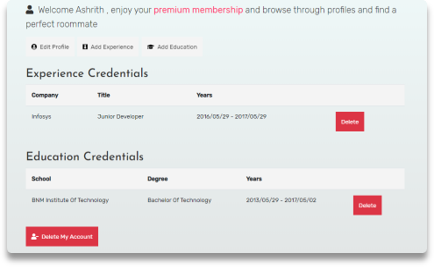 Welcome Ashrith , enjoy your premium membership and browse through profiles and find a
perfect roommate
Edit Profile Add Experience Add Education
Experience Credentials
Company Title Years
Infosys Junior Developer 2016/05/29 - 2017/05/29 Delete
Education Credentials
School Degree Years
BNM Institute Of Technology Bachelor Of Technology 2013/05/29 - 2017/05/02 Delete
Delete My Account